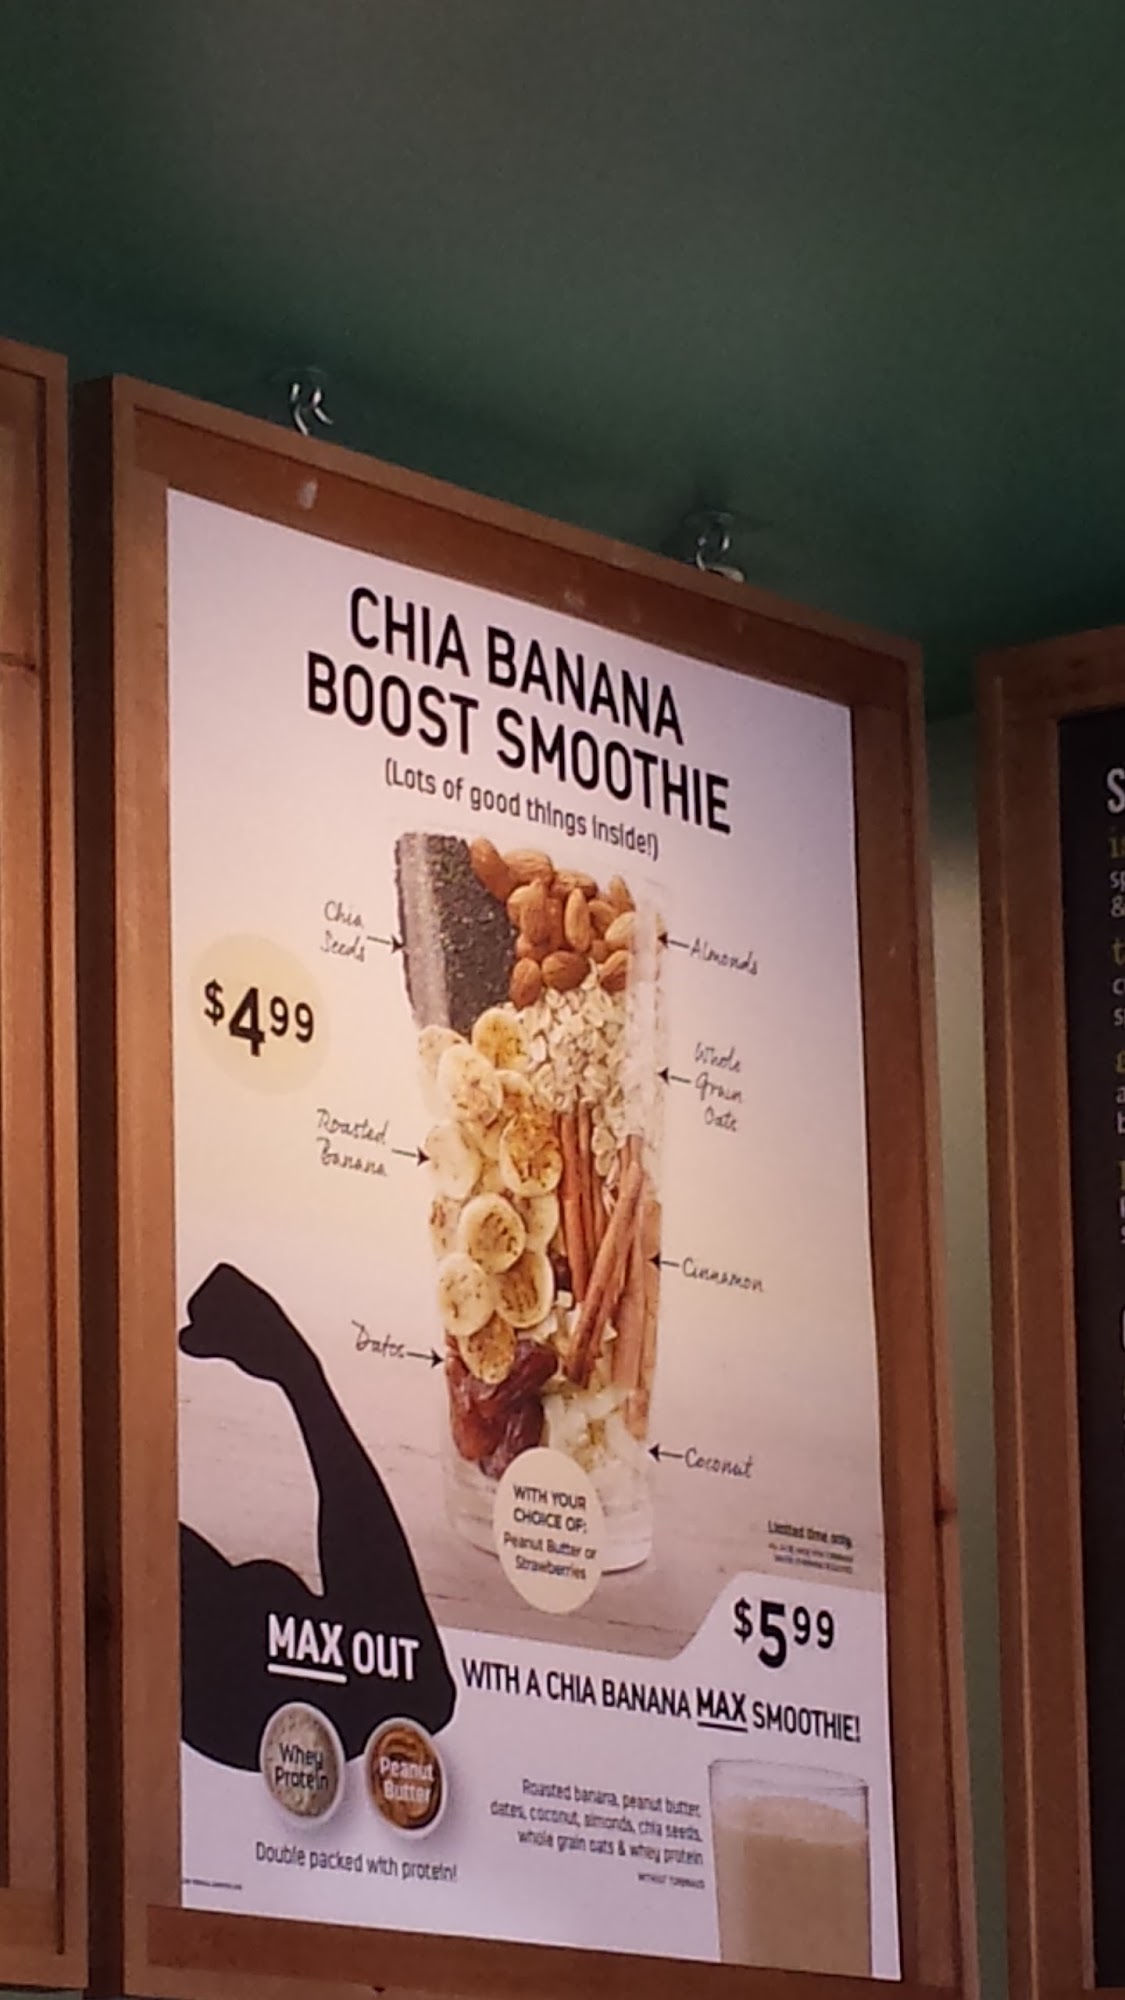 CHIA BANANA
BOOST SMOOTHIE
(Lots of good things inside!)
Chia
Seeds
Almonds
$4.99
Whole
Grain
Oats
Roasted
Banana
Cinnamon
Dates
Coconut
WITH YOUR
CHOICE OF:
Peanut Butter or
Strawberries
Limited time only.
$5.99
MAX OUT
WITH A CHIA BANANA MAX SMOOTHIE!
Whey
Protein
Peanut
Butter
Double packed with protein!
Roasted banana, peanut butter,
dates, coconut, almonds, chia seeds,
whole grain oats & whey protein